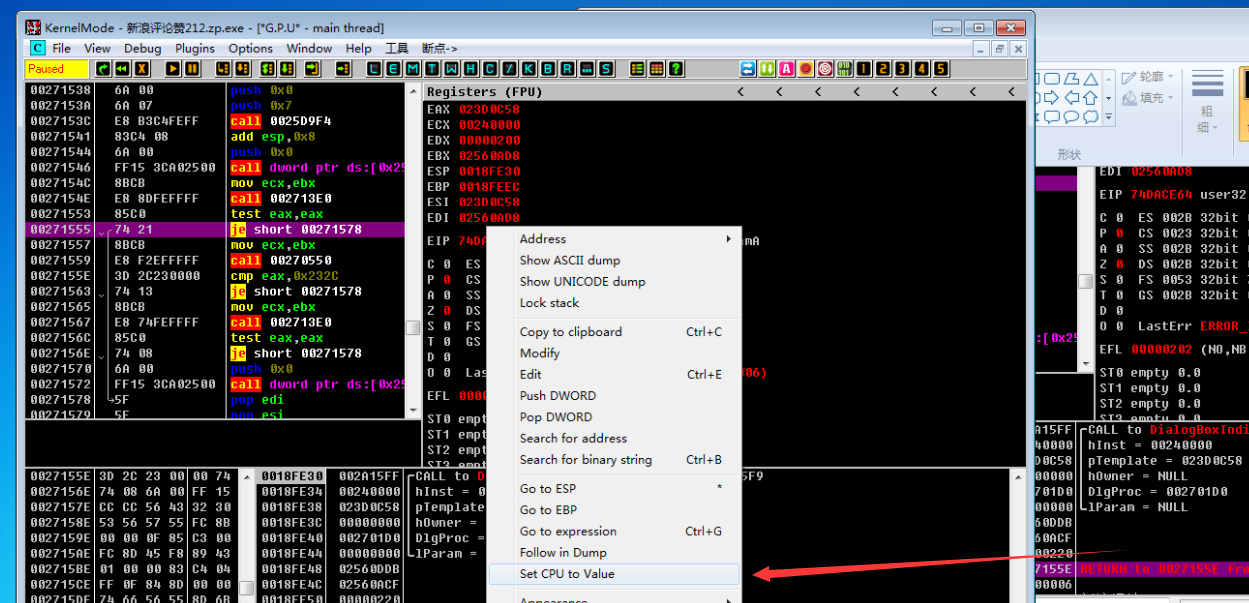 KernelMode - 新浪评论赞212.zp.exe - [*G.P.U* - main thread]
C File View Debug Plugins Options Window Help 工具 断点->
Paused
L E M T W H C / K B R ... S
A
1 2 3 4 5
00271538 6A 00 push 0x0
0027153A 6A 07 push 0x7
0027153C E8 B3C4FEFF call 0025D9F4
00271541 83C4 08 add esp,0x8
00271544 6A 00 push 0x0
00271546 FF15 3CA02500 call dword ptr ds:[0x25
0027154C 8BCB mov ecx,ebx
0027154E E8 8DFEFFFF call 002713E0
00271553 85C0 test eax,eax
00271555 74 21 je short 00271578
00271557 8BCB mov ecx,ebx
00271559 E8 F2EFFFFF call 00270550
0027155E 3D 2C230000 cmp eax,0x232C
00271563 74 13 je short 00271578
00271565 8BCB mov ecx,ebx
00271567 E8 74FEFFFF call 002713E0
0027156C 85C0 test eax,eax
0027156E 74 08 je short 00271578
00271570 6A 00 push 0x0
00271572 FF15 3CA02500 call dword ptr ds:[0x25
00271578 5F pop edi
00271579 5E pop esi
Registers (FPU) < < < < < < < <
EAX 023D0C58
ECX 00240000
EDX 00000200
EBX 02560AD8
ESP 0018FE30
EBP 0018FEEC
ESI 023D0C58
EDI 02560AD8
EIP 74DA
mA
C 0 ES
P 0 CS
A 0 SS
Z 0 DS
S 0 FS
T 0 GS
D 0
O 0 Las
06)
EFL 000
ST0 empt
ST1 empt
ST2 empt
ST3 empt
Address
Show ASCII dump
Show UNICODE dump
Lock stack
Copy to clipboard Ctrl+C
Modify
Edit Ctrl+E
Push DWORD
Pop DWORD
Search for address
Search for binary string Ctrl+B
Go to ESP *
Go to EBP
Go to expression Ctrl+G
Follow in Dump
Set CPU to Value
Appearance
0027155E 3D 2C 23 00 00 74
0027156E 74 08 6A 00 FF 15
0027157E CC CC 56 43 32 30
0027158E 53 56 57 55 FC 8B
0027159E 00 00 0F 85 C3 00
002715AE FC 8D 45 F8 89 43
002715BE 01 00 00 83 C4 04
002715CE FF 0F 84 8D 00 00
002715DE 74 66 56 55 8D 6B
0018FE30 002A15FF CALL to D
5F9
0018FE34 00240000 hInst = 0
0018FE38 023D0C58 pTemplate
0018FE3C 00000000 hOwner =
0018FE40 002701D0 DlgProc =
0018FE44 00000000 lParam =
0018FE48 02560DDB
0018FE4C 02560ACF
0018FE50 00000220
轮廓
填充
粗
细
形状
EDI 02560AD8
EIP 74DACE64 user32
C 0 ES 002B 32bit
P 0 CS 0023 32bit
A 0 SS 002B 32bit
Z 0 DS 002B 32bit
S 0 FS 0053 32bit
T 0 GS 002B 32bit
D 0
O 0 LastErr ERROR_
:[0x25
EFL 00000202 (NO,NB
ST0 empty 0.0
ST1 empty 0.0
ST2 empty 0.0
ST3 empty 0.0
A15FF CALL to DialogBoxIndi
40000 hInst = 00240000
D0C58 pTemplate = 023D0C58
00000 hOwner = NULL
701D0 DlgProc = 002701D0
00000 lParam = NULL
60DDB
60ACF
00220
7155E RETURN to 0027155E fro
00006